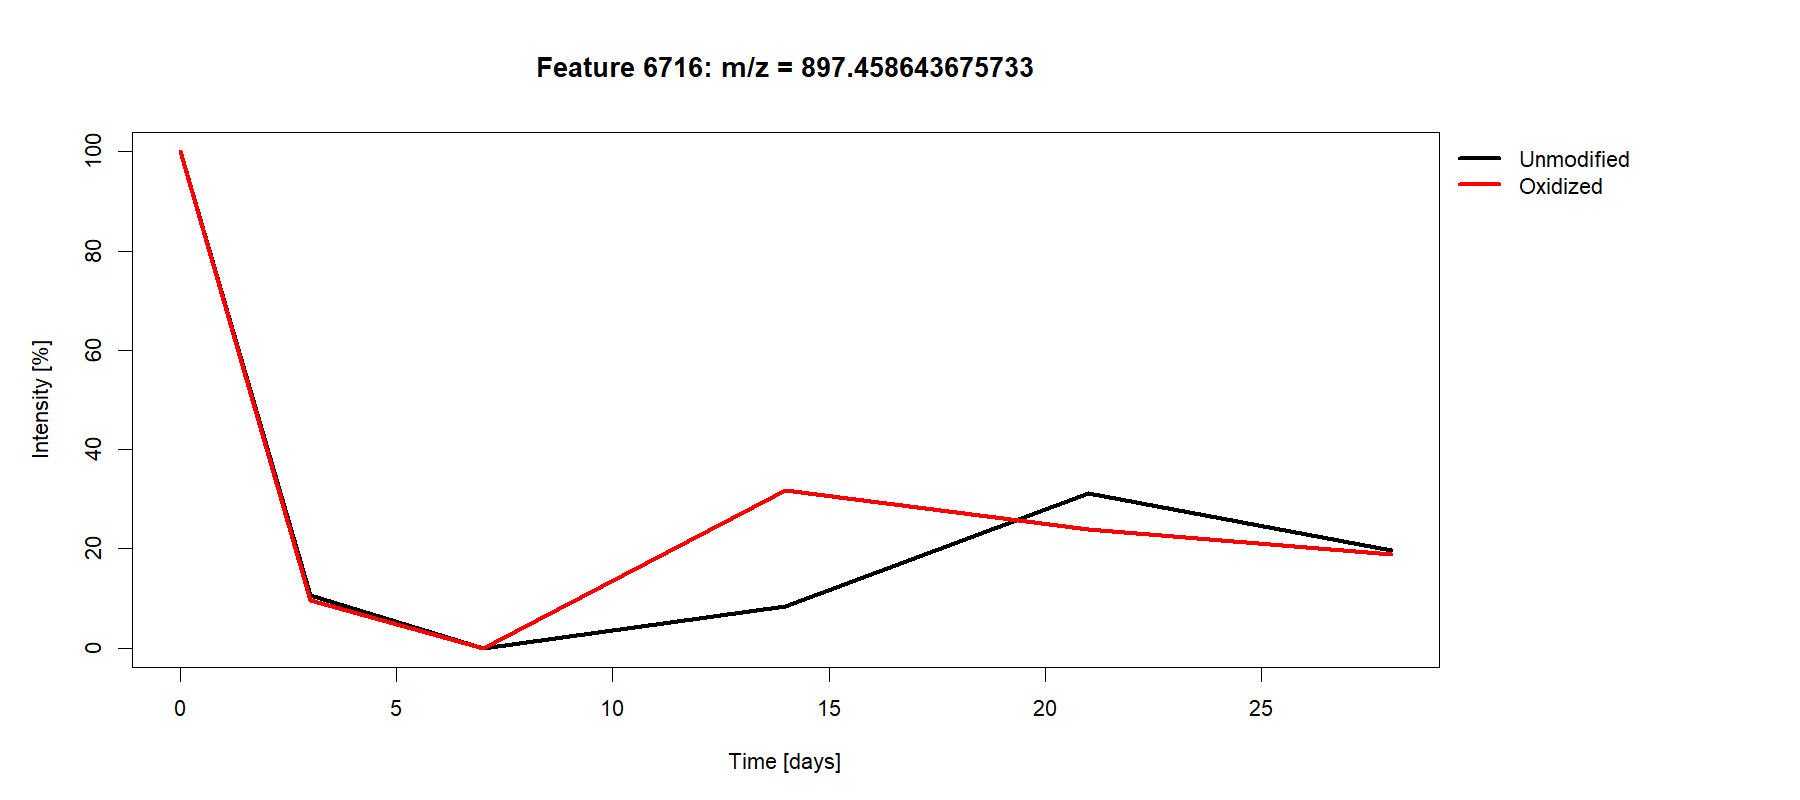 Feature 6716: m/z = 897.458643675733
Unmodified
Oxidized
Intensity [%]
100
80
60
40
20
0
0 5 10 15 20 25
Time [days]